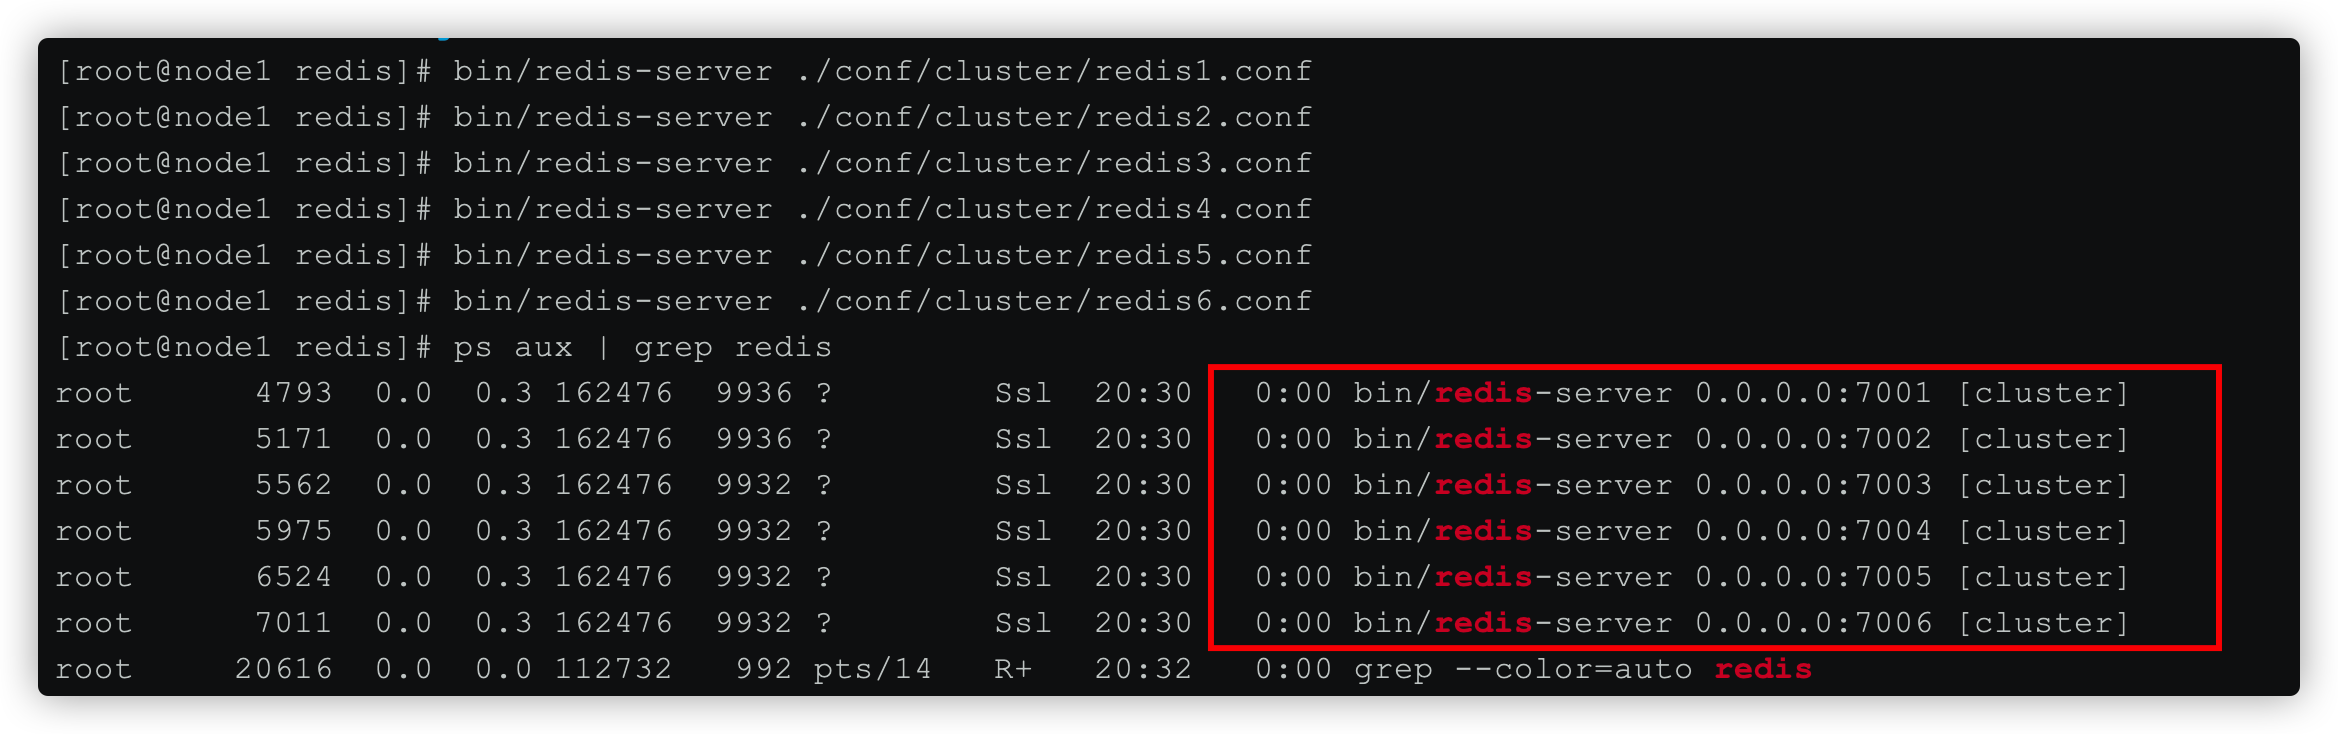 [root@node1 redis]# bin/redis-server ./conf/cluster/redis1.conf
[root@node1 redis]# bin/redis-server ./conf/cluster/redis2.conf
[root@node1 redis]# bin/redis-server ./conf/cluster/redis3.conf
[root@node1 redis]# bin/redis-server ./conf/cluster/redis4.conf
[root@node1 redis]# bin/redis-server ./conf/cluster/redis5.conf
[root@node1 redis]# bin/redis-server ./conf/cluster/redis6.conf
[root@node1 redis]# ps aux | grep redis
root 4793 0.0 0.3 162476 9936 ? Ssl 20:30 0:00 bin/redis-server 0.0.0.0:7001 [cluster]
root 5171 0.0 0.3 162476 9936 ? Ssl 20:30 0:00 bin/redis-server 0.0.0.0:7002 [cluster]
root 5562 0.0 0.3 162476 9932 ? Ssl 20:30 0:00 bin/redis-server 0.0.0.0:7003 [cluster]
root 5975 0.0 0.3 162476 9932 ? Ssl 20:30 0:00 bin/redis-server 0.0.0.0:7004 [cluster]
root 6524 0.0 0.3 162476 9932 ? Ssl 20:30 0:00 bin/redis-server 0.0.0.0:7005 [cluster]
root 7011 0.0 0.3 162476 9932 ? Ssl 20:30 0:00 bin/redis-server 0.0.0.0:7006 [cluster]
root 20616 0.0 0.0 112732 992 pts/14 R+ 20:32 0:00 grep --color=auto redis